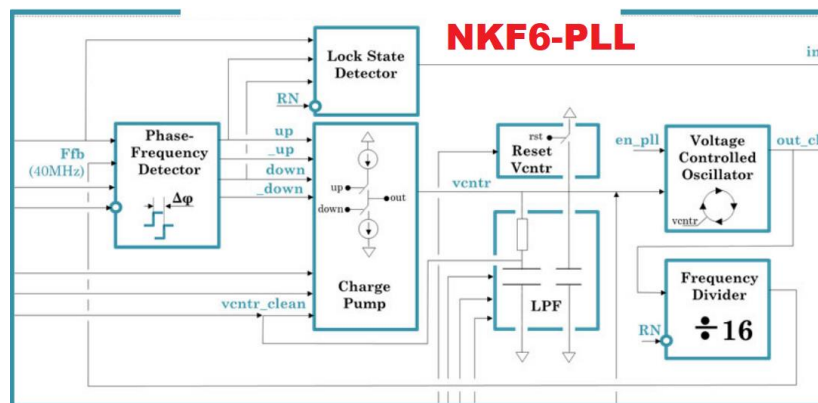 NKF6-PLL
Lock State
Detector
in
RN
Phase-
Frequency
Detector
Δφ
Ffb
(40MHz)
up
_up
down
_down
up
down
out
Charge
Pump
vcntr_clean
vcntr
rst
Reset
Vcntr
LPF
en_pll
Voltage
Controlled
Oscillator
vcntr
out_cl
Frequency
Divider
÷16
RN